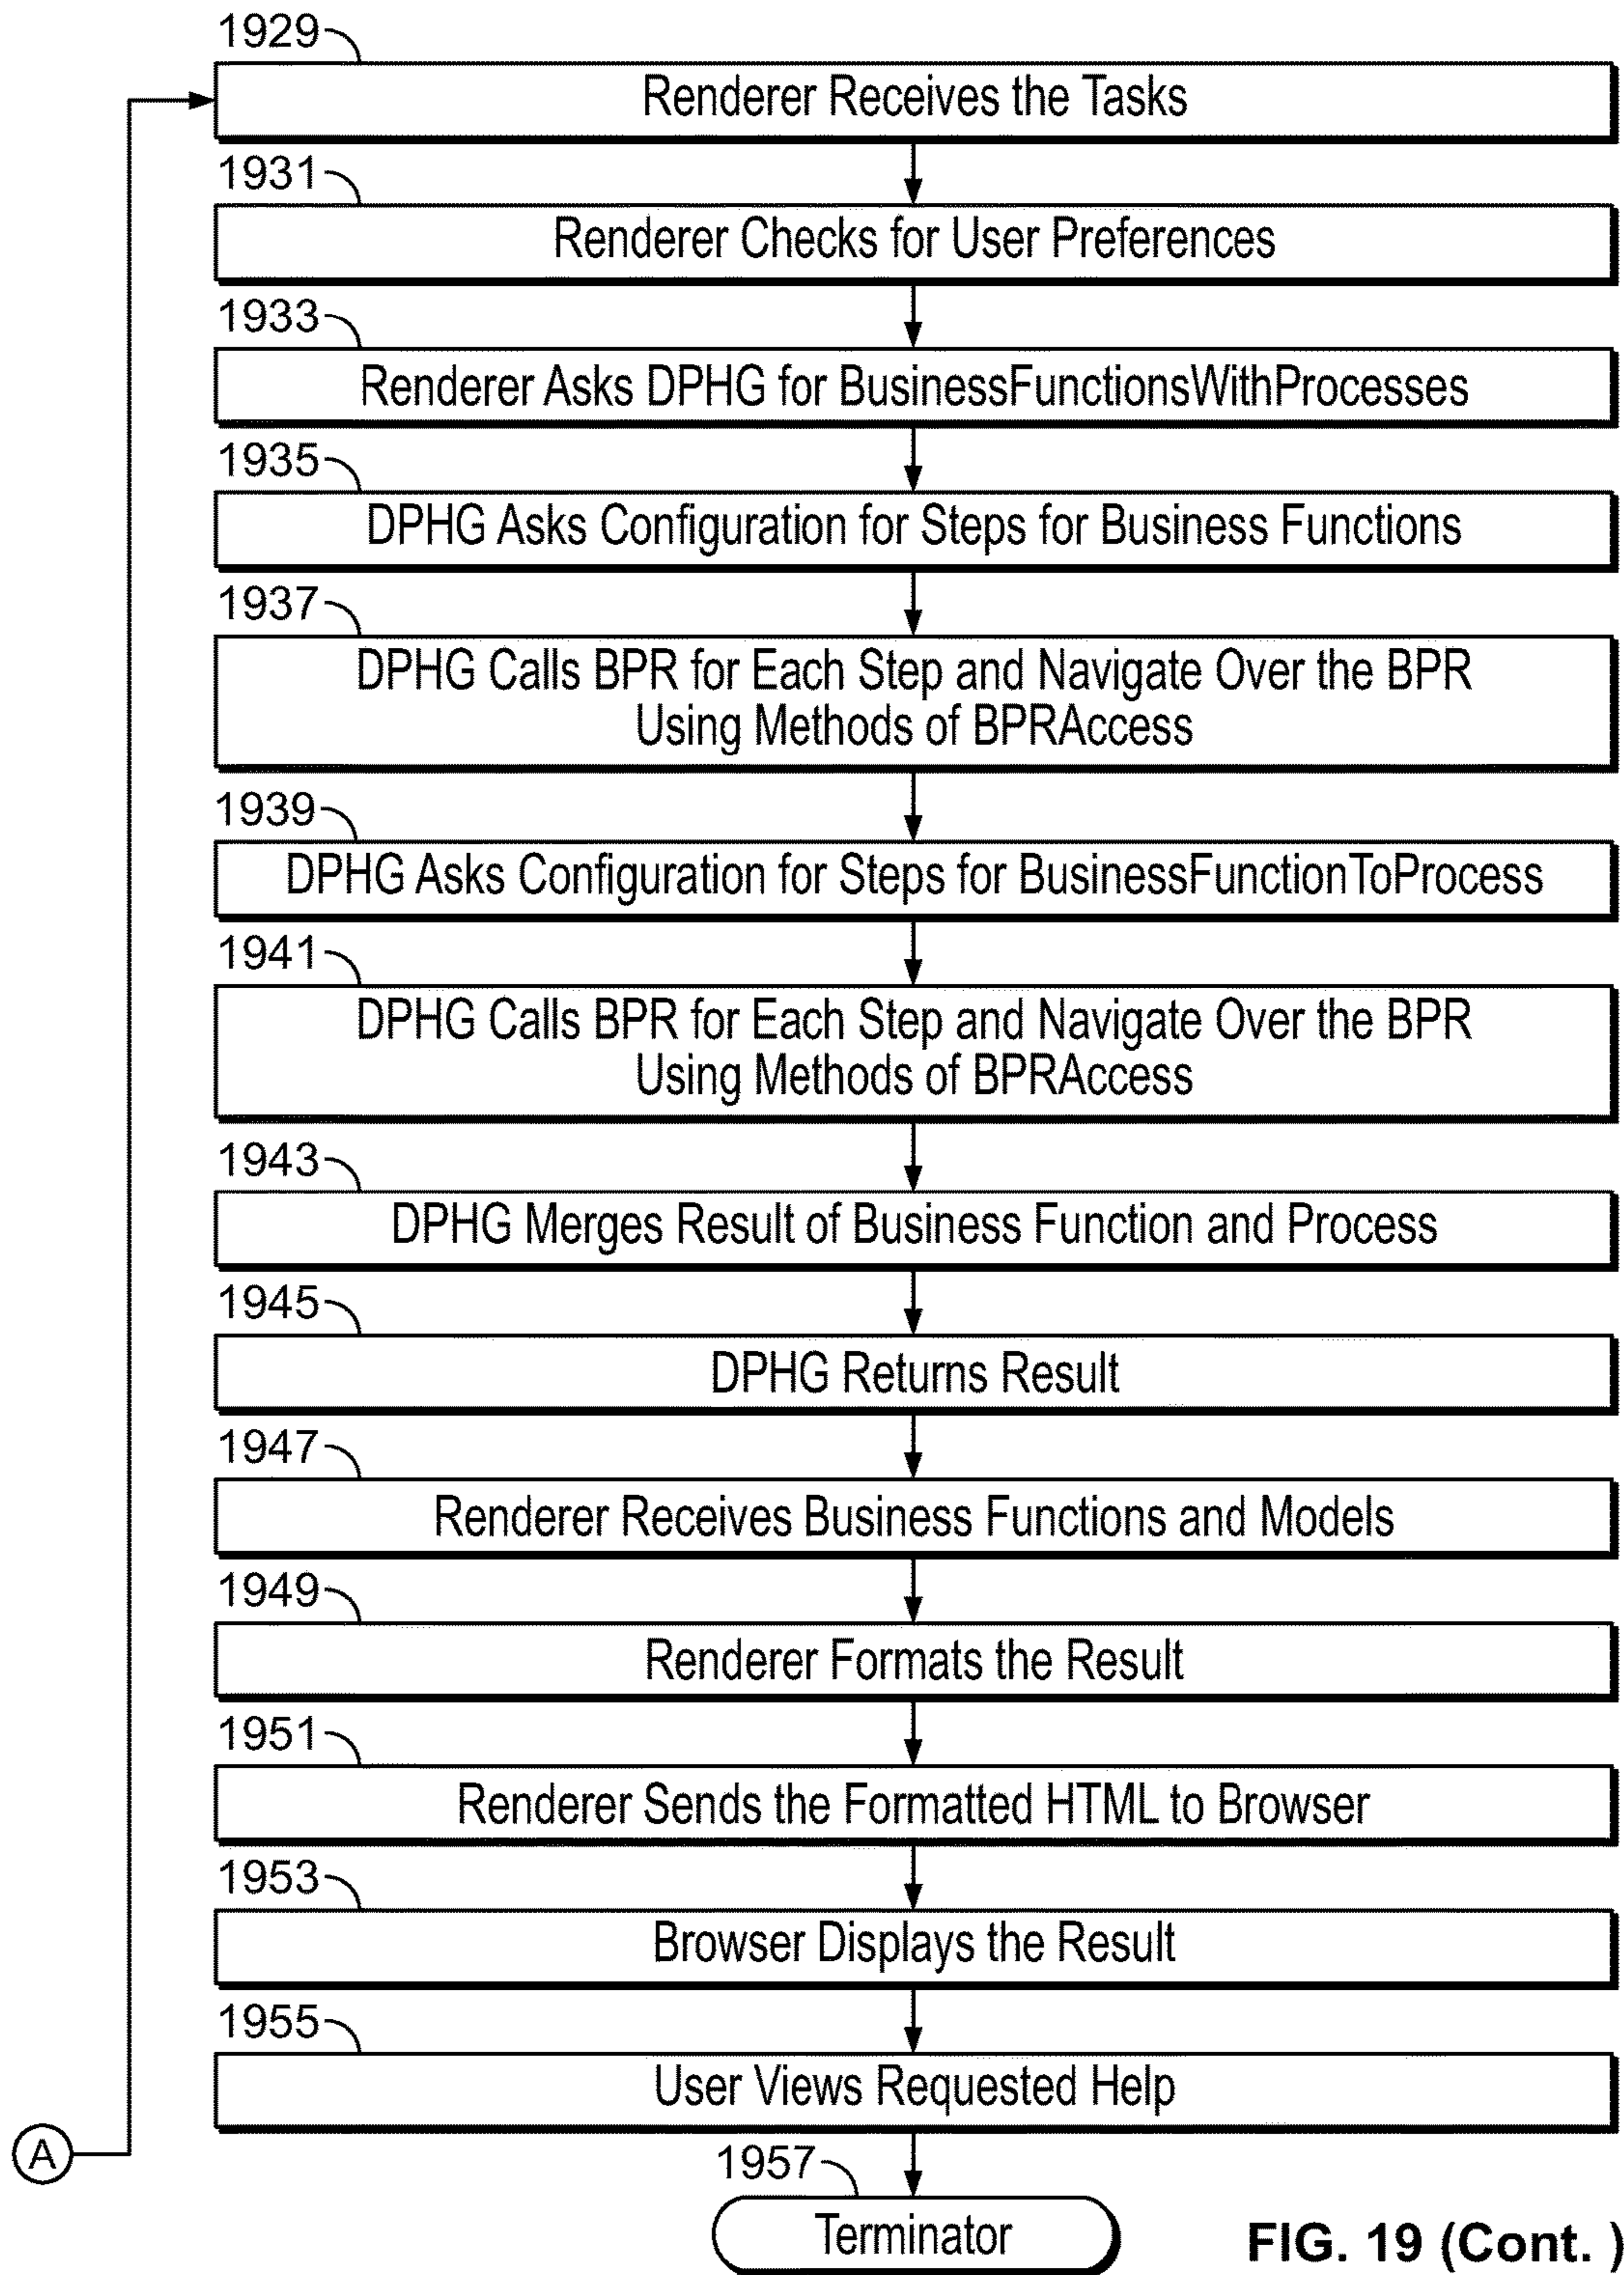 1929
Renderer Receives the Tasks
1931
Renderer Checks for User Preferences
1933
Renderer Asks DPHG for BusinessFunctionsWithProcesses
1935
DPHG Asks Configuration for Steps for Business Functions
1937
DPHG Calls BPR for Each Step and Navigate Over the BPR
Using Methods of BPRAccess
1939
DPHG Asks Configuration for Steps for BusinessFunctionToProcess
1941
DPHG Calls BPR for Each Step and Navigate Over the BPR
Using Methods of BPRAccess
1943
DPHG Merges Result of Business Function and Process
1945
DPHG Returns Result
1947
Renderer Receives Business Functions and Models
1949
Renderer Formats the Result
1951
Renderer Sends the Formatted HTML to Browser
1953
Browser Displays the Result
1955
User Views Requested Help
A
1957
Terminator
FIG. 19 (Cont. )